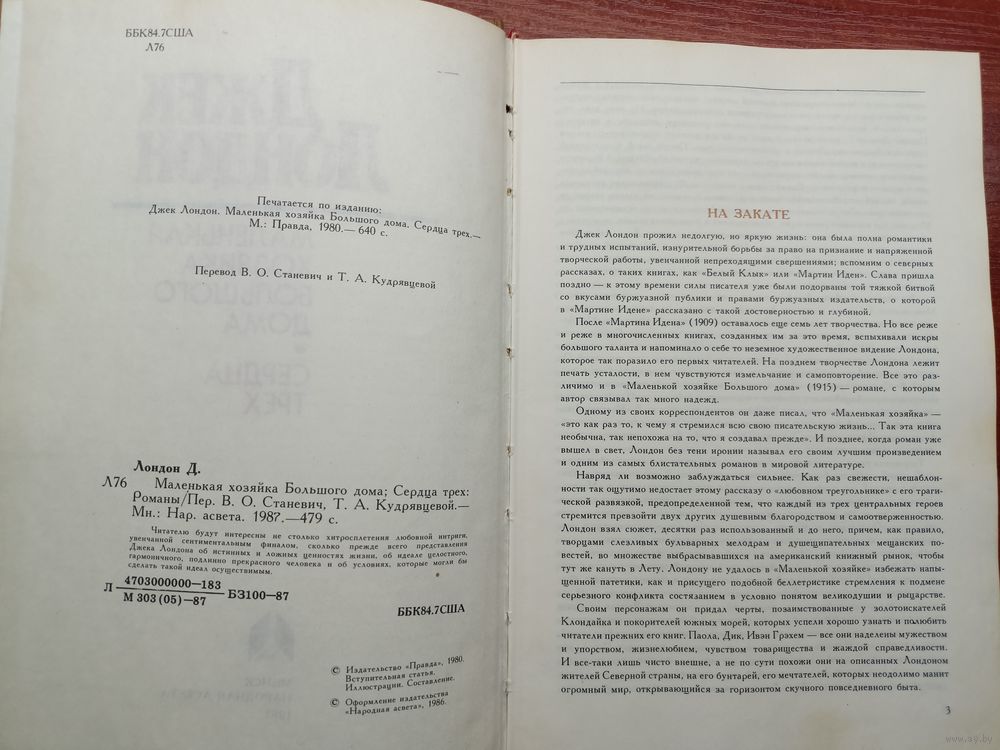 ББК84.7США
Л76
Печатается по изданию:
Джек Лондон. Маленькая хозяйка Большого дома. Сердца трех.—
М.: Правда, 1980.— 640 с.
Перевод В. О. Станевич и Т. А. Кудрявцевой
Лондон Д.
Л76 Маленькая хозяйка Большого дома; Сердца трех:
Романы/Пер. В. О. Станевич, Т. А. Кудрявцевой.—
Мн.: Нар. асвета. 1987.—479 с.
Читателю будут интересны не столько хитросплетения любовной интриги,
увенчанной сентиментальным финалом, сколько прежде всего представления
Джека Лондона об истинных и ложных ценностях жизни, об идеале целостного,
гармоничного, подлинно прекрасного человека и об условиях, которые могли бы
сделать такой идеал осуществимым.
Л 4703000000—183
М 303 (05)—87 БЗ100—87
ББК84.7США
© Издательство «Правда», 1980.
Вступительная статья.
Иллюстрации. Составление.
© Оформление издательства
«Народная асвета», 1986.
НА ЗАКАТЕ
Джек Лондон прожил недолгую, но яркую жизнь: она была полна романтики
и трудных испытаний, изнурительной борьбы за право на признание и напряженной
творческой работы, увенчанной непреходящими свершениями; вспомним о северных
рассказах, о таких книгах, как «Белый Клык» или «Мартин Иден». Слава пришла
поздно — к этому времени силы писателя уже были подорваны той тяжкой битвой
со вкусами буржуазной публики и правами буржуазных издательств, о которой
в «Мартине Идене» рассказано с такой достоверностью и глубиной.
После «Мартина Идена» (1909) оставалось еще семь лет творчества. Но все реже
и реже в многочисленных книгах, созданных им за это время, вспыхивали искры
большого таланта и напоминало о себе то неземное художественное видение Лондона,
которое так поразило его первых читателей. На позднем творчестве Лондона лежит
печать усталости, в нем чувствуются измельчание и самоповторение. Все это раз-
личимо и в «Маленькой хозяйке Большого дома» (1915) — романе, с которым
автор связывал так много надежд.
Одному из своих корреспондентов он даже писал, что «Маленькая хозяйка» —
«это как раз то, к чему я стремился всю свою писательскую жизнь... Так эта книга
необычна, так непохожа на то, что я создавал прежде». И позднее, когда роман уже
вышел в свет, Лондон без тени иронии называл его своим лучшим произведением
и одним из самых блистательных романов в мировой литературе.
Навряд ли возможно заблуждаться сильнее. Как раз свежести, нешаблон-
ности так ощутимо недостает этому рассказу о «любовном треугольнике» с его траги-
ческой развязкой, предопределенной тем, что каждый из трех центральных героев
стремится превзойти двух других душевным благородством и самоотверженностью.
Лондон взял сюжет, десятки раз использованный и до него, причем, как правило,
творцами слезливых бульварных мелодрам и душещипательных мещанских по-
вестей, во множестве выбрасывавшихся на американский книжный рынок, чтобы
тут же кануть в Лету. Лондону не удалось в «Маленькой хозяйке» избежать напы-
щенной патетики, как и присущего подобной беллетристике стремления к подмене
серьезного конфликта состязанием в условно понятом великодушии и рыцарстве.
Своим персонажам он придал черты, позаимствованные у золотоискателей
Клондайка и покорителей южных морей, которых успели хорошо узнать и полюбить
читатели прежних его книг. Паола, Дик, Ивэн Грэхем — все они наделены мужеством
и упорством, жизнелюбием, чувством товарищества и жаждой справедливости.
И все-таки лишь чисто внешне, а не по сути похожи они на описанных Лондоном
жителей Северной страны, на его бунтарей, его мечтателей, которых неодолимо манит
огромный мир, открывающийся за горизонтом скучного повседневного быта.
3
www.ay.by